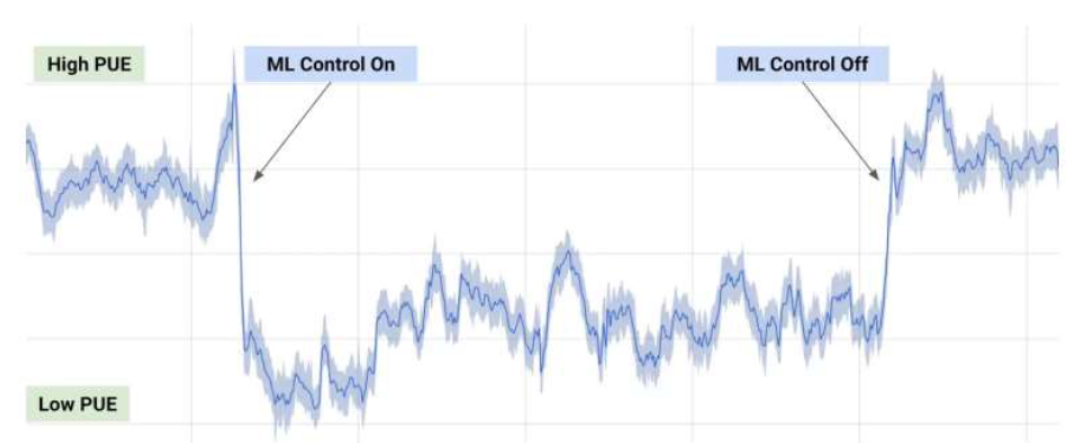 High PUE
ML Control On
ML Control Off
Low PUE